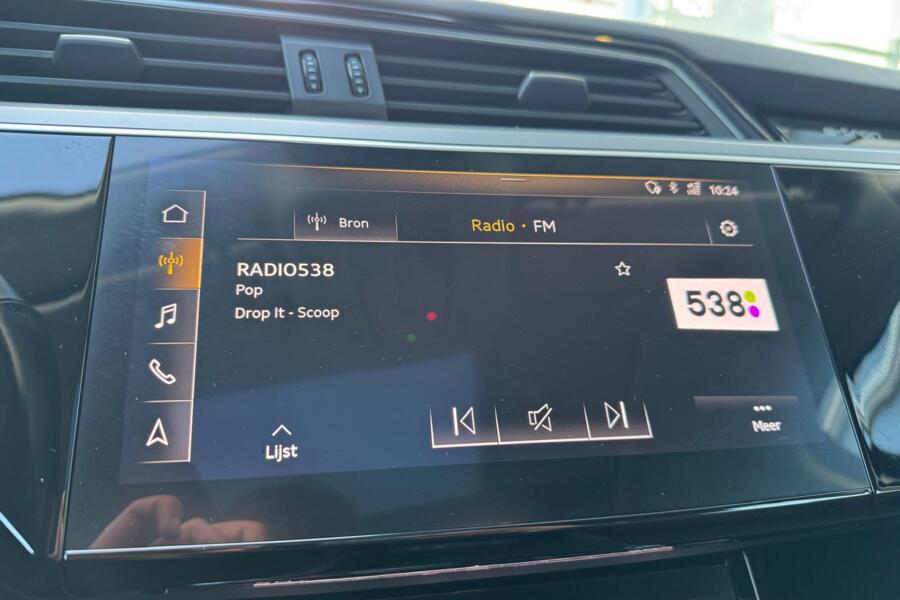 10:24
Bron
Radio · FM
RADIO538
Pop
Drop It - Scoop
538
Lijst
Meer